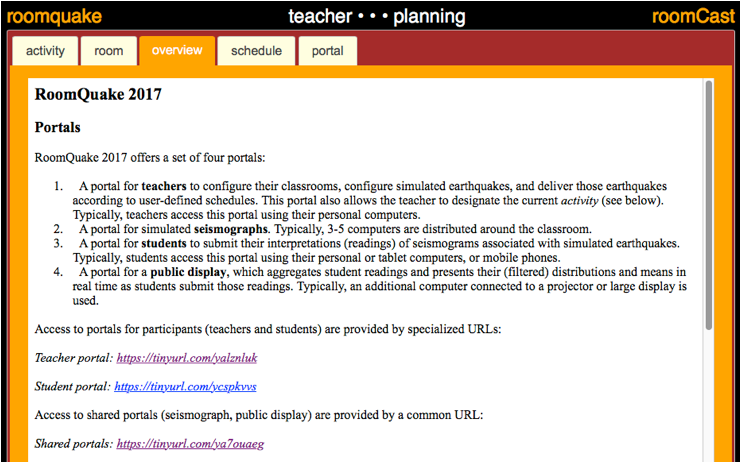 roomquake teacher • • • planning roomCast
activity room overview schedule portal
RoomQuake 2017
Portals
RoomQuake 2017 offers a set of four portals:
1. A portal for teachers to configure their classrooms, configure simulated earthquakes, and deliver those earthquakes
according to user-defined schedules. This portal also allows the teacher to designate the current activity (see below).
Typically, teachers access this portal using their personal computers.
2. A portal for simulated seismographs. Typically, 3-5 computers are distributed around the classroom.
3. A portal for students to submit their interpretations (readings) of seismograms associated with simulated earthquakes.
Typically, students access this portal using their personal or tablet computers, or mobile phones.
4. A portal for a public display, which aggregates student readings and presents their (filtered) distributions and means in
real time as students submit those readings. Typically, an additional computer connected to a projector or large display is
used.
Access to portals for participants (teachers and students) are provided by specialized URLs:
Teacher portal: https://tinyurl.com/yalznluk
Student portal: https://tinyurl.com/ycspkvvs
Access to shared portals (seismograph, public display) are provided by a common URL:
Shared portals: https://tinyurl.com/ya7ouaeg